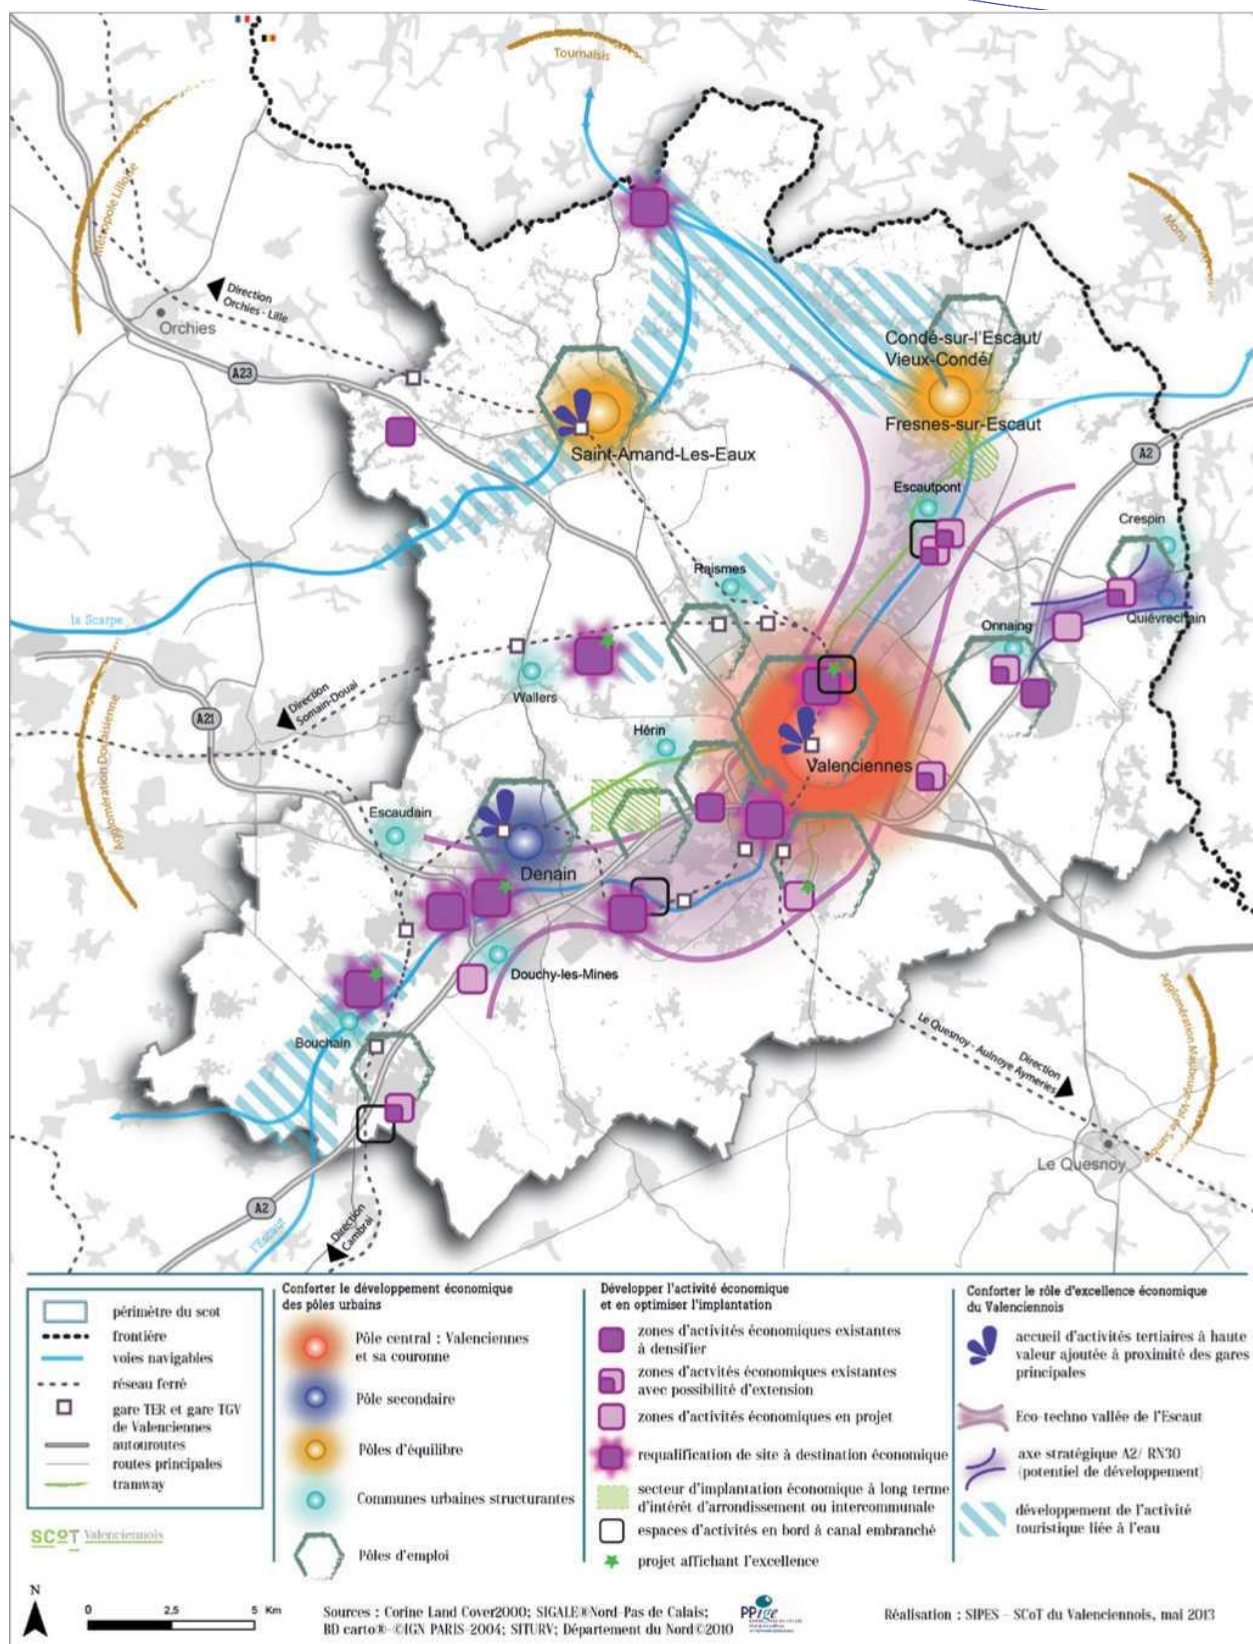 Tournaisis
Métropole Lilloise
Mons
Direction
Orchies - Lille
Orchies
A23
Condé-sur-l'Escaut/
Vieux-Condé/
Fresnes-sur-Escaut
Saint-Amand-Les-Eaux
A2
Escautpont
Crespin
Raismes
la Scarpe
Quiévrechain
Onnaing
Wallers
Direction
Somain-Douai
A21
Agglomération Douaisienne
Hérin
Valenciennes
Escaudain
Denain
Douchy-les-Mines
Bouchain
Agglomération Maubeuge-Val de Sambre
Direction
Le Quesnoy - Aulnoye Aymeries
Le Quesnoy
A2
l'Escaut
Direction
Cambrai
périmètre du scot
frontière
voies navigables
réseau ferré
gare TER et gare TGV
de Valenciennes
autouroutes
routes principales
tramway
SCOT Valenciennois
Conforter le développement économique
des pôles urbains
Pôle central : Valenciennes
et sa couronne
Pôle secondaire
Pôles d'équilibre
Communes urbaines structurantes
Pôles d'emploi
Développer l'activité économique
et en optimiser l'implantation
zones d'activités économiques existantes
à densifier
zones d'actvités économiques existantes
avec possibilité d'extension
zones d'activités économiques en projet
requalification de site à destination économique
secteur d'implantation économique à long terme
d'intérêt d'arrondissement ou intercommunale
espaces d'activités en bord à canal embranché
projet affichant l'excellence
Conforter le rôle d'excellence économique
du Valenciennois
accueil d'activités tertiaires à haute
valeur ajoutée à proximité des gares
principales
Eco-techno vallée de l'Escaut
axe stratégique A2/ RN30
(potentiel de développement)
développement de l'activité
touristique liée à l'eau
N
0 2,5 5 Km
Sources : Corine Land Cover2000; SIGALE®Nord-Pas de Calais;
BD carto®-©IGN PARIS-2004; SITURV; Département du Nord©2010
PPige
Réalisation : SIPES - SCoT du Valenciennois, mai 2013